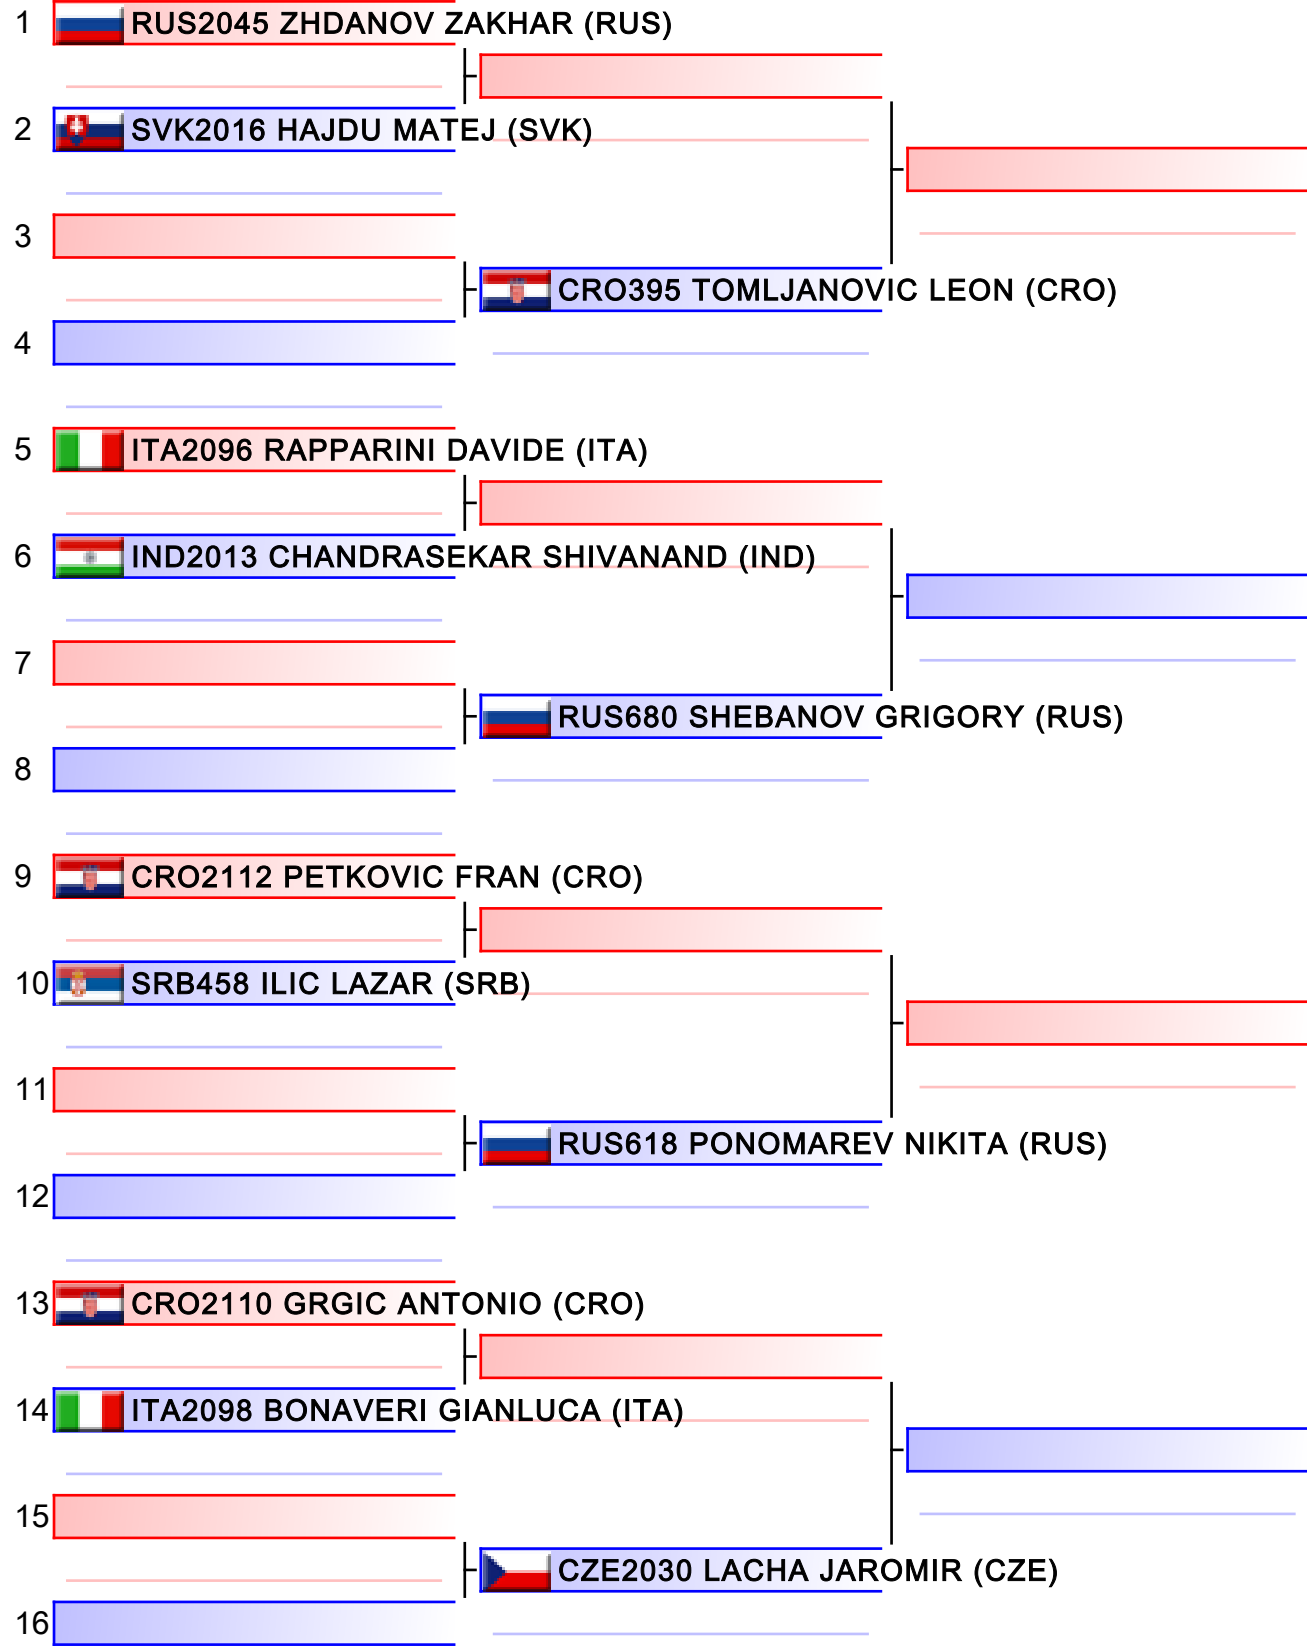 1 RUS2045 ZHDANOV ZAKHAR (RUS)
2 SVK2016 HAJDU MATEJ (SVK)
3
CRO395 TOMLJANOVIC LEON (CRO)
4
5 ITA2096 RAPPARINI DAVIDE (ITA)
6 IND2013 CHANDRASEKAR SHIVANAND (IND)
7
RUS680 SHEBANOV GRIGORY (RUS)
8
9 CRO2112 PETKOVIC FRAN (CRO)
10 SRB458 ILIC LAZAR (SRB)
11
RUS618 PONOMAREV NIKITA (RUS)
12
13 CRO2110 GRGIC ANTONIO (CRO)
14 ITA2098 BONAVERI GIANLUCA (ITA)
15
CZE2030 LACHA JAROMIR (CZE)
16